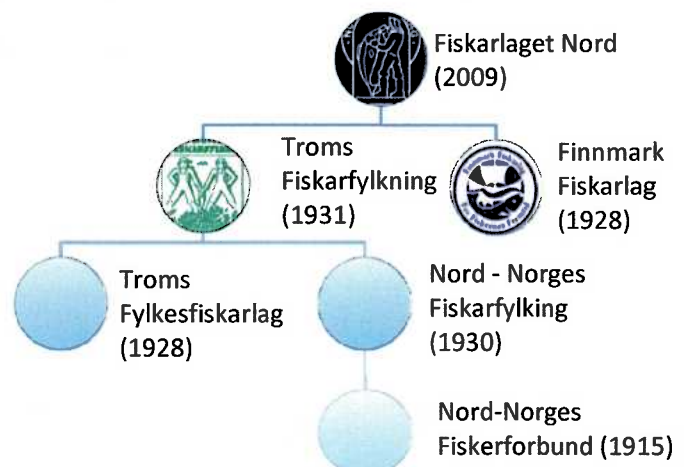 Fiskarlaget Nord
(2009)
Troms
Fiskarfylkning
(1931)
Finnmark
Fiskarlag
(1928)
Troms
Fylkesfiskarlag
(1928)
Nord - Norges
Fiskarfylking
(1930)
Nord-Norges
Fiskerforbund (1915)